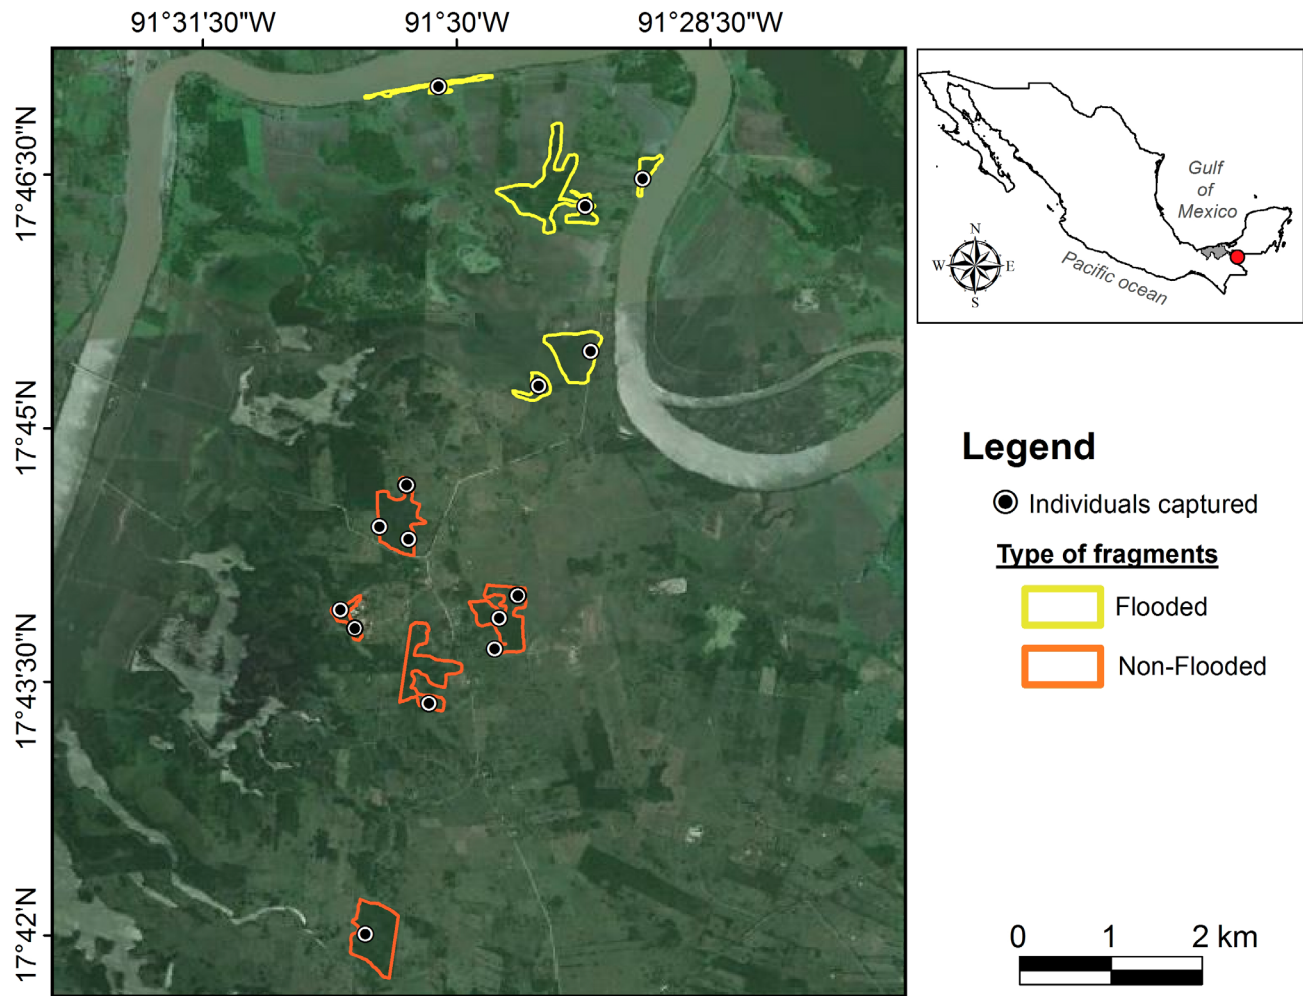 91°31'30"W 91°30'W 91°28'30"W
17°46'30"N
17°45'N
17°43'30"N
17°42'N
Gulf
of
Mexico
Pacific ocean
N
W E
S
Legend
Individuals captured
Type of fragments
Flooded
Non-Flooded
0 1 2 km